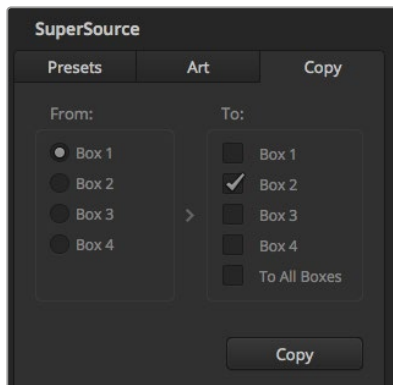 SuperSource
Presets Art Copy
From: To:
Box 1 Box 1
Box 2 Box 2
Box 3 Box 3
Box 4 Box 4
To All Boxes
Copy